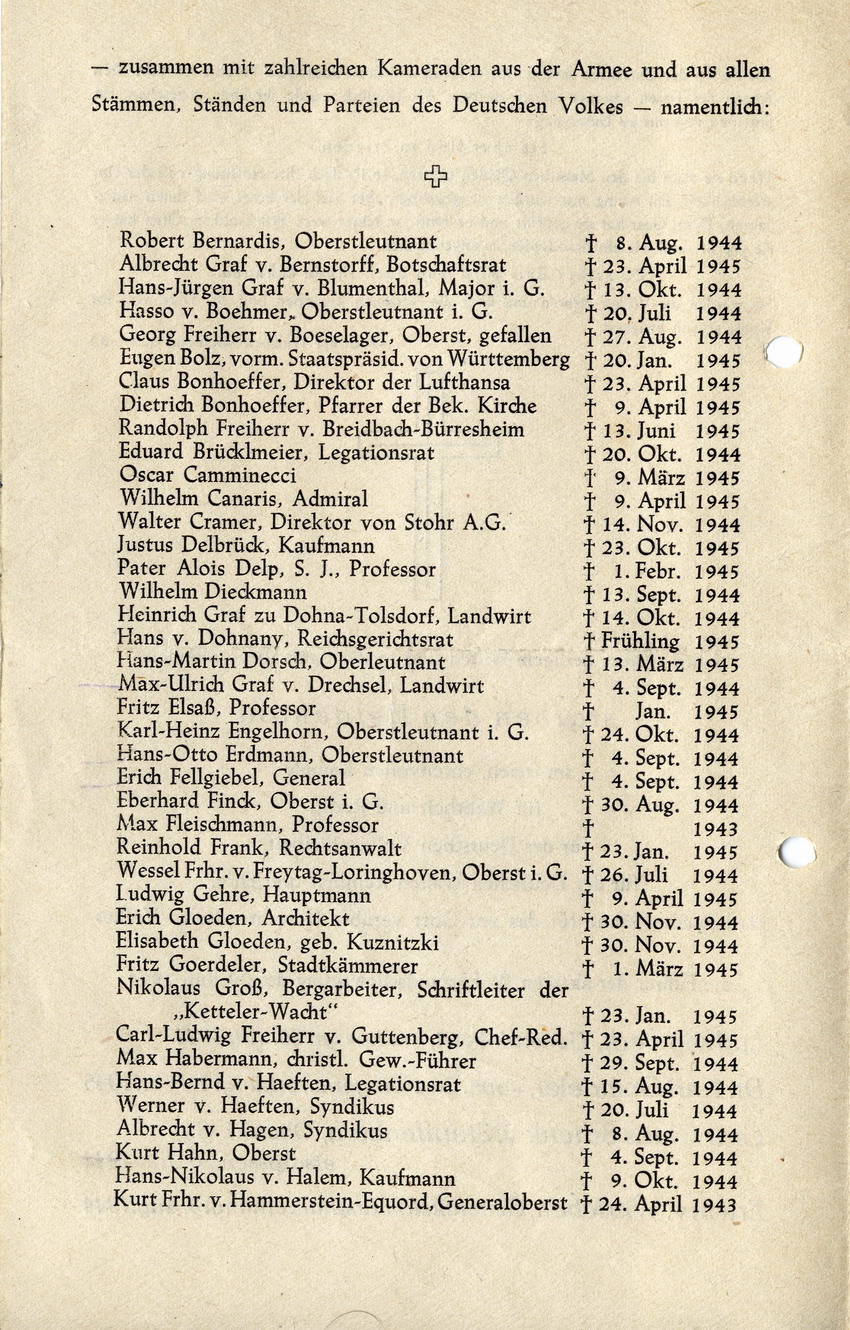 — zusammen mit zahlreichen Kameraden aus der Armee und aus allen
Stämmen, Ständen und Parteien des Deutschen Volkes — namentlich:
Robert Bernardis, Oberstleutnant † 8. Aug. 1944
Albrecht Graf v. Bernstorff, Botschaftsrat † 23. April 1945
Hans-Jürgen Graf v. Blumenthal, Major i. G. † 13. Okt. 1944
Hasso v. Boehmer, Oberstleutnant i. G. † 20. Juli 1944
Georg Freiherr v. Boeselager, Oberst, gefallen † 27. Aug. 1944
Eugen Bolz, vorm. Staatspräsid. von Württemberg † 20. Jan. 1945
Claus Bonhoeffer, Direktor der Lufthansa † 23. April 1945
Dietrich Bonhoeffer, Pfarrer der Bek. Kirche † 9. April 1945
Randolph Freiherr v. Breidbach-Bürresheim † 13. Juni 1945
Eduard Brücklmeier, Legationsrat † 20. Okt. 1944
Oscar Camminecci † 9. März 1945
Wilhelm Canaris, Admiral † 9. April 1945
Walter Cramer, Direktor von Stohr A.G. † 14. Nov. 1944
Justus Delbrück, Kaufmann † 23. Okt. 1945
Pater Alois Delp, S. J., Professor † 1. Febr. 1945
Wilhelm Dieckmann † 13. Sept. 1944
Heinrich Graf zu Dohna-Tolsdorf, Landwirt † 14. Okt. 1944
Hans v. Dohnany, Reichsgerichtsrat † Frühling 1945
Hans-Martin Dorsch, Oberleutnant † 13. März 1945
Max-Ulrich Graf v. Drechsel, Landwirt † 4. Sept. 1944
Fritz Elsaß, Professor † Jan. 1945
Karl-Heinz Engelhorn, Oberstleutnant i. G. † 24. Okt. 1944
Hans-Otto Erdmann, Oberstleutnant † 4. Sept. 1944
Erich Fellgiebel, General † 4. Sept. 1944
Eberhard Finck, Oberst i. G. † 30. Aug. 1944
Max Fleischmann, Professor † 1943
Reinhold Frank, Rechtsanwalt † 23. Jan. 1945
Wessel Frhr. v. Freytag-Loringhoven, Oberst i. G. † 26. Juli 1944
Ludwig Gehre, Hauptmann † 9. April 1945
Erich Gloeden, Architekt † 30. Nov. 1944
Elisabeth Gloeden, geb. Kuznitzki † 30. Nov. 1944
Fritz Goerdeler, Stadtkämmerer † 1. März 1945
Nikolaus Groß, Bergarbeiter, Schriftleiter der
„Ketteler-Wacht“ † 23. Jan. 1945
Carl-Ludwig Freiherr v. Guttenberg, Chef-Red. † 23. April 1945
Max Habermann, christl. Gew.-Führer † 29. Sept. 1944
Hans-Bernd v. Haeften, Legationsrat † 15. Aug. 1944
Werner v. Haeften, Syndikus † 20. Juli 1944
Albrecht v. Hagen, Syndikus † 8. Aug. 1944
Kurt Hahn, Oberst † 4. Sept. 1944
Hans-Nikolaus v. Halem, Kaufmann † 9. Okt. 1944
Kurt Frhr. v. Hammerstein-Equord, Generaloberst † 24. April 1943